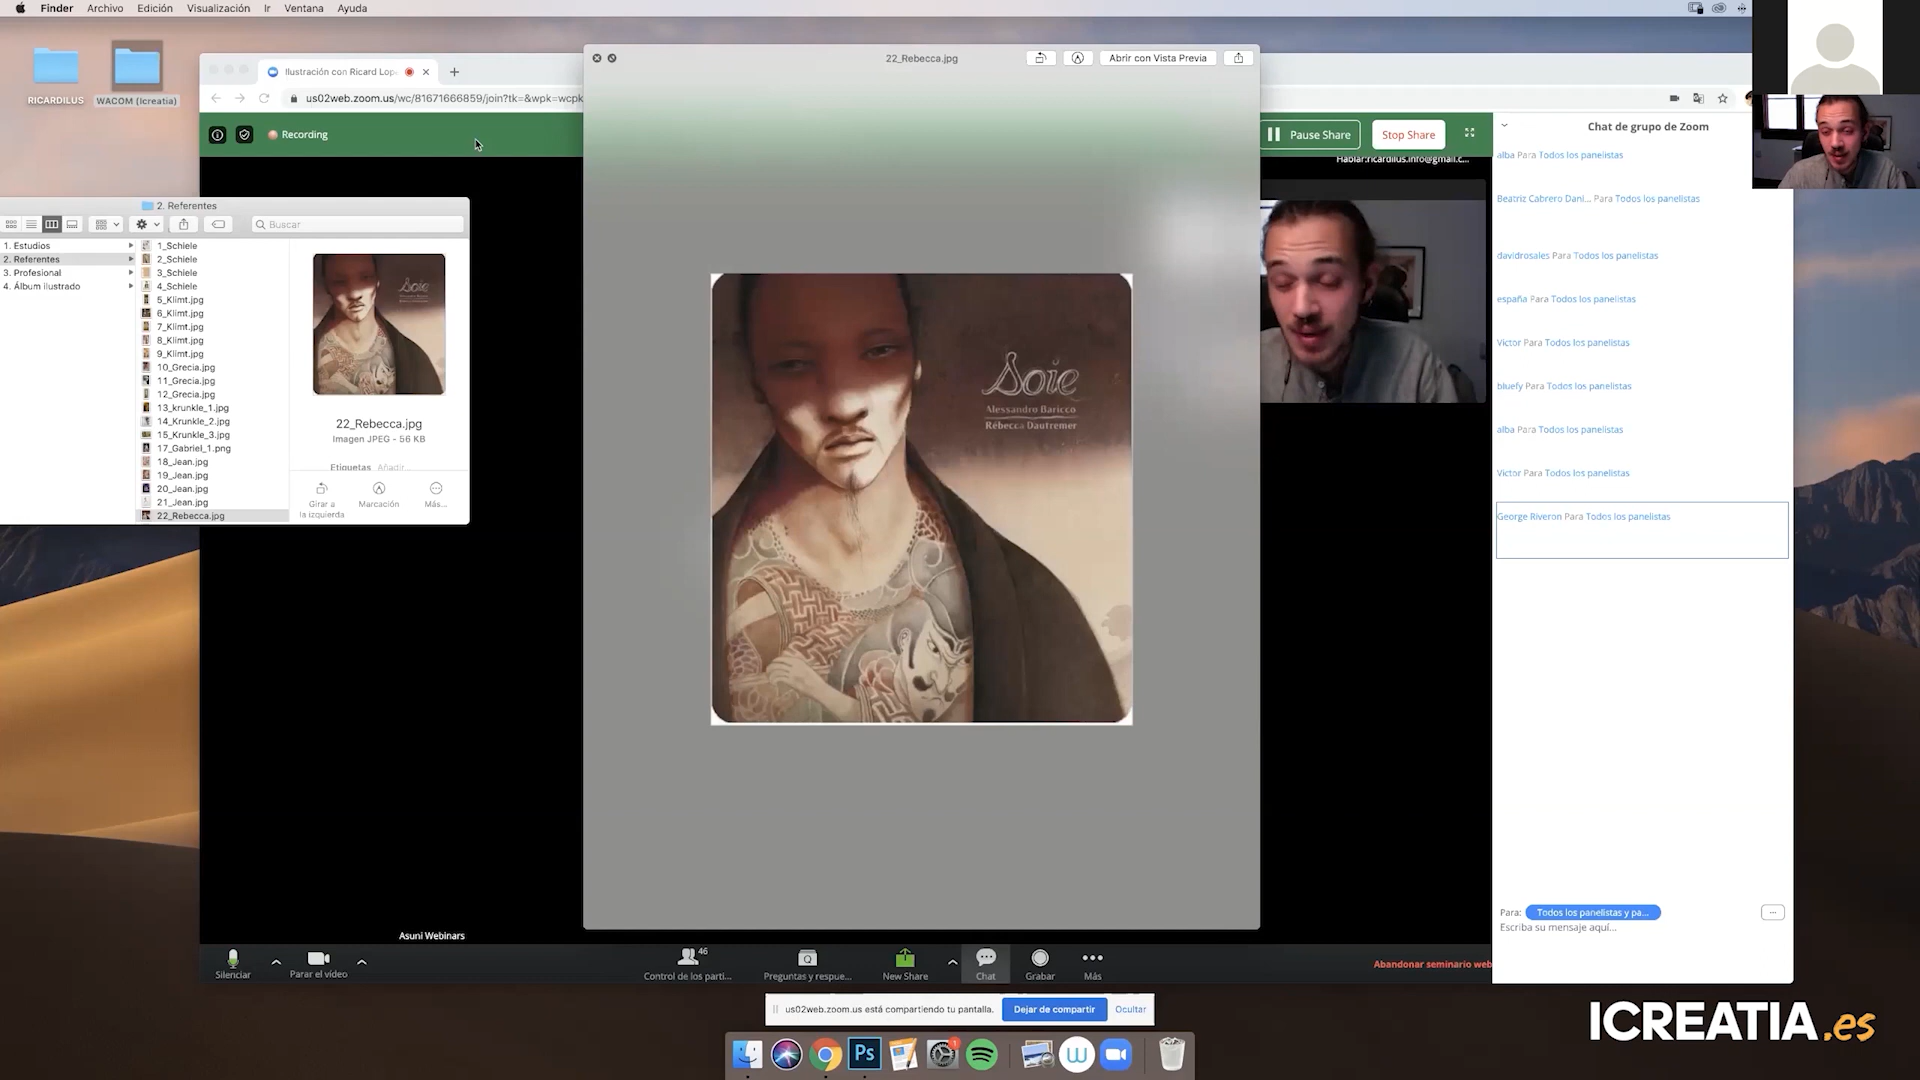 Finder Archivo Edición Visualización Ir Ventana Ayuda
RICARDILUS
WACOM (Icreatia)
Ilustración con Ricard Lop
us02web.zoom.us/wc/81671666859/join?tk=&wpk=wcpk
Recording
22_Rebecca.jpg
Abrir con Vista Previa
Pause Share
Stop Share
Hablar:ricardilus.info@gmail.c...
2. Referentes
Buscar
1. Estudios
2. Referentes
3. Profesional
4. Álbum ilustrado
1_Schiele
2_Schiele
3_Schiele
4_Schiele
5_Klimt.jpg
6_Klimt.jpg
7_Klimt.jpg
8_Klimt.jpg
9_Klimt.jpg
10_Grecia.jpg
11_Grecia.jpg
12_Grecia.jpg
13_krunkle_1.jpg
14_Krunkle_2.jpg
15_Krunkle_3.jpg
17_Gabriel_1.png
18_Jean.jpg
19_Jean.jpg
20_Jean.jpg
21_Jean.jpg
22_Rebecca.jpg
Soie
22_Rebecca.jpg
Imagen JPEG - 56 KB
Etiquetas Añadir...
Girar a
la izquierda
Marcación
Más...
Soie
Alessandro Baricco
Rébecca Dautremer
Chat de grupo de Zoom
alba Para Todos los panelistas
Beatriz Cabrero Dani... Para Todos los panelistas
davidrosales Para Todos los panelistas
españa Para Todos los panelistas
Victor Para Todos los panelistas
bluefy Para Todos los panelistas
alba Para Todos los panelistas
Victor Para Todos los panelistas
George Riveron Para Todos los panelistas
Para: Todos los panelistas y pa...
Escriba su mensaje aquí...
Asuni Webinars
Silenciar
Parar el vídeo
46
Control de los parti...
Q
Preguntas y respue...
New Share
Chat
Grabar
Más
Abandonar seminario web
us02web.zoom.us está compartiendo tu pantalla.
Dejar de compartir
Ocultar
Ps
1
ICREATIA.es